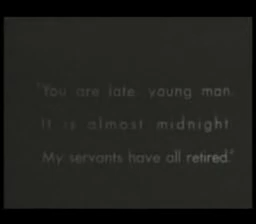 "You are late, young man.
It is almost midnight.
My servants have all retired."